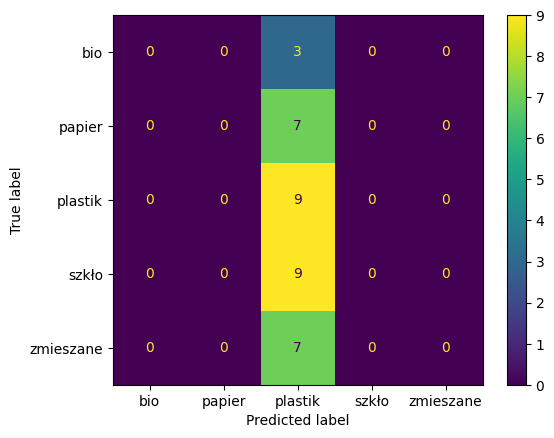 bio 0 0 3 0 0
papier 0 0 7 0 0
plastik 0 0 9 0 0
szkło 0 0 9 0 0
zmieszane 0 0 7 0 0
bio papier plastik szkło zmieszane
Predicted label
True label
9
8
7
6
5
4
3
2
1
0